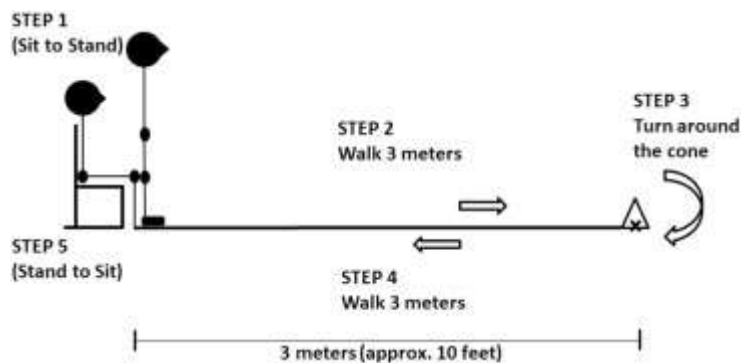 STEP 1
(Sit to Stand)
STEP 2
Walk 3 meters
STEP 3
Turn around
the cone
STEP 5
(Stand to Sit)
STEP 4
Walk 3 meters
3 meters (approx. 10 feet)